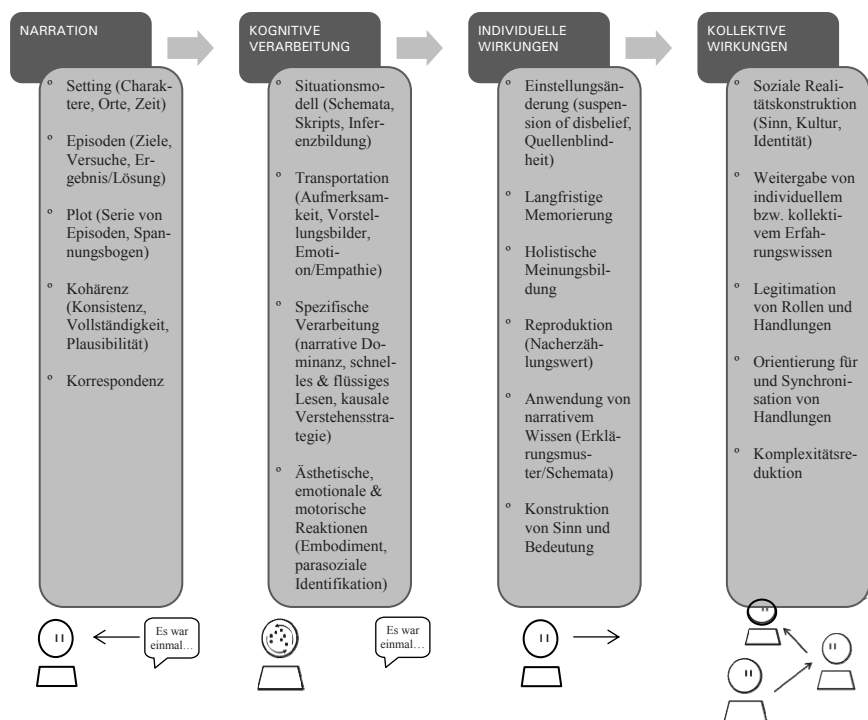 NARRATION
º Setting (Charak-
tere, Orte, Zeit)
º Episoden (Ziele,
Versuche, Er-
gebnis/Lösung)
º Plot (Serie von
Episoden, Span-
nungsbogen)
º Kohärenz
(Konsistenz,
Vollständigkeit,
Plausibilität)
º Korrespondenz
Es war
einmal…
KOGNITIVE
VERARBEITUNG
º Situationsmo-
dell (Schemata,
Skripts, Infer-
enzbildung)
º Transportation
(Aufmerksam-
keit, Vorstel-
lungsbilder,
Emoti-
on/Empathie)
º Spezifische
Verarbeitung
(narrative Do-
minanz, schnel-
les & flüssiges
Lesen, kausale
Verstehensstra-
tegie)
º Ästhetische,
emotionale &
motorische
Reaktionen
(Embodiment,
parasoziale
Identifikation)
Es war
einmal…
INDIVIDUELLE
WIRKUNGEN
º Einstellungsän-
derung (suspen-
sion of disbelief,
Quellenblind-
heit)
º Langfristige
Memorierung
º Holistische
Meinungsbil-
dung
º Reproduktion
(Nacherzäh-
lungswert)
º Anwendung von
narrativem
Wissen (Erklä-
rungsmus-
ter/Schemata)
º Konstruktion
von Sinn und
Bedeutung
KOLLEKTIVE
WIRKUNGEN
º Soziale Reali-
tätskonstruktion
(Sinn, Kultur,
Identität)
º Weitergabe von
individuellem
bzw. kollekti-
vem Erfah-
rungswissen
º Legitimation
von Rollen und
Handlungen
º Orientierung für
und Synchroni-
sation von
Handlungen
º Komplexitätsre-
duktion